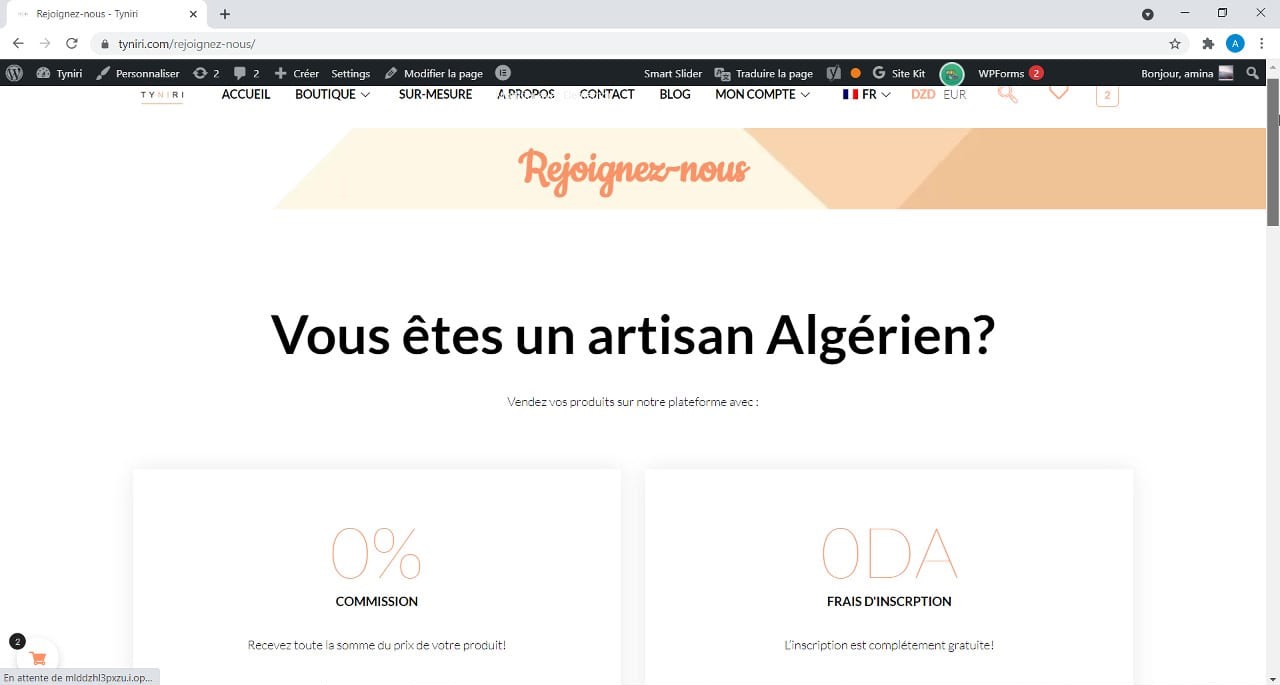 Rejoignez-nous - Tyniri
tyniri.com/rejoignez-nous/
Tyniri Personnaliser 2 2 Créer Settings Modifier la page Smart Slider Traduire la page Site Kit WPForms 2 Bonjour, amina
TYNIRI ACCUEIL BOUTIQUE SUR-MESURE A PROPOS CONTACT BLOG MON COMPTE FR DZD EUR 2
Rejoignez-nous
Vous êtes un artisan Algérien?
Vendez vos produits sur notre plateforme avec :
0% 0DA
COMMISSION FRAIS D'INSCRPTION
Recevez toute la somme du prix de votre produit! L'inscription est complétement gratuite!
2
En attente de mlddzhl3pxzu.i.op...